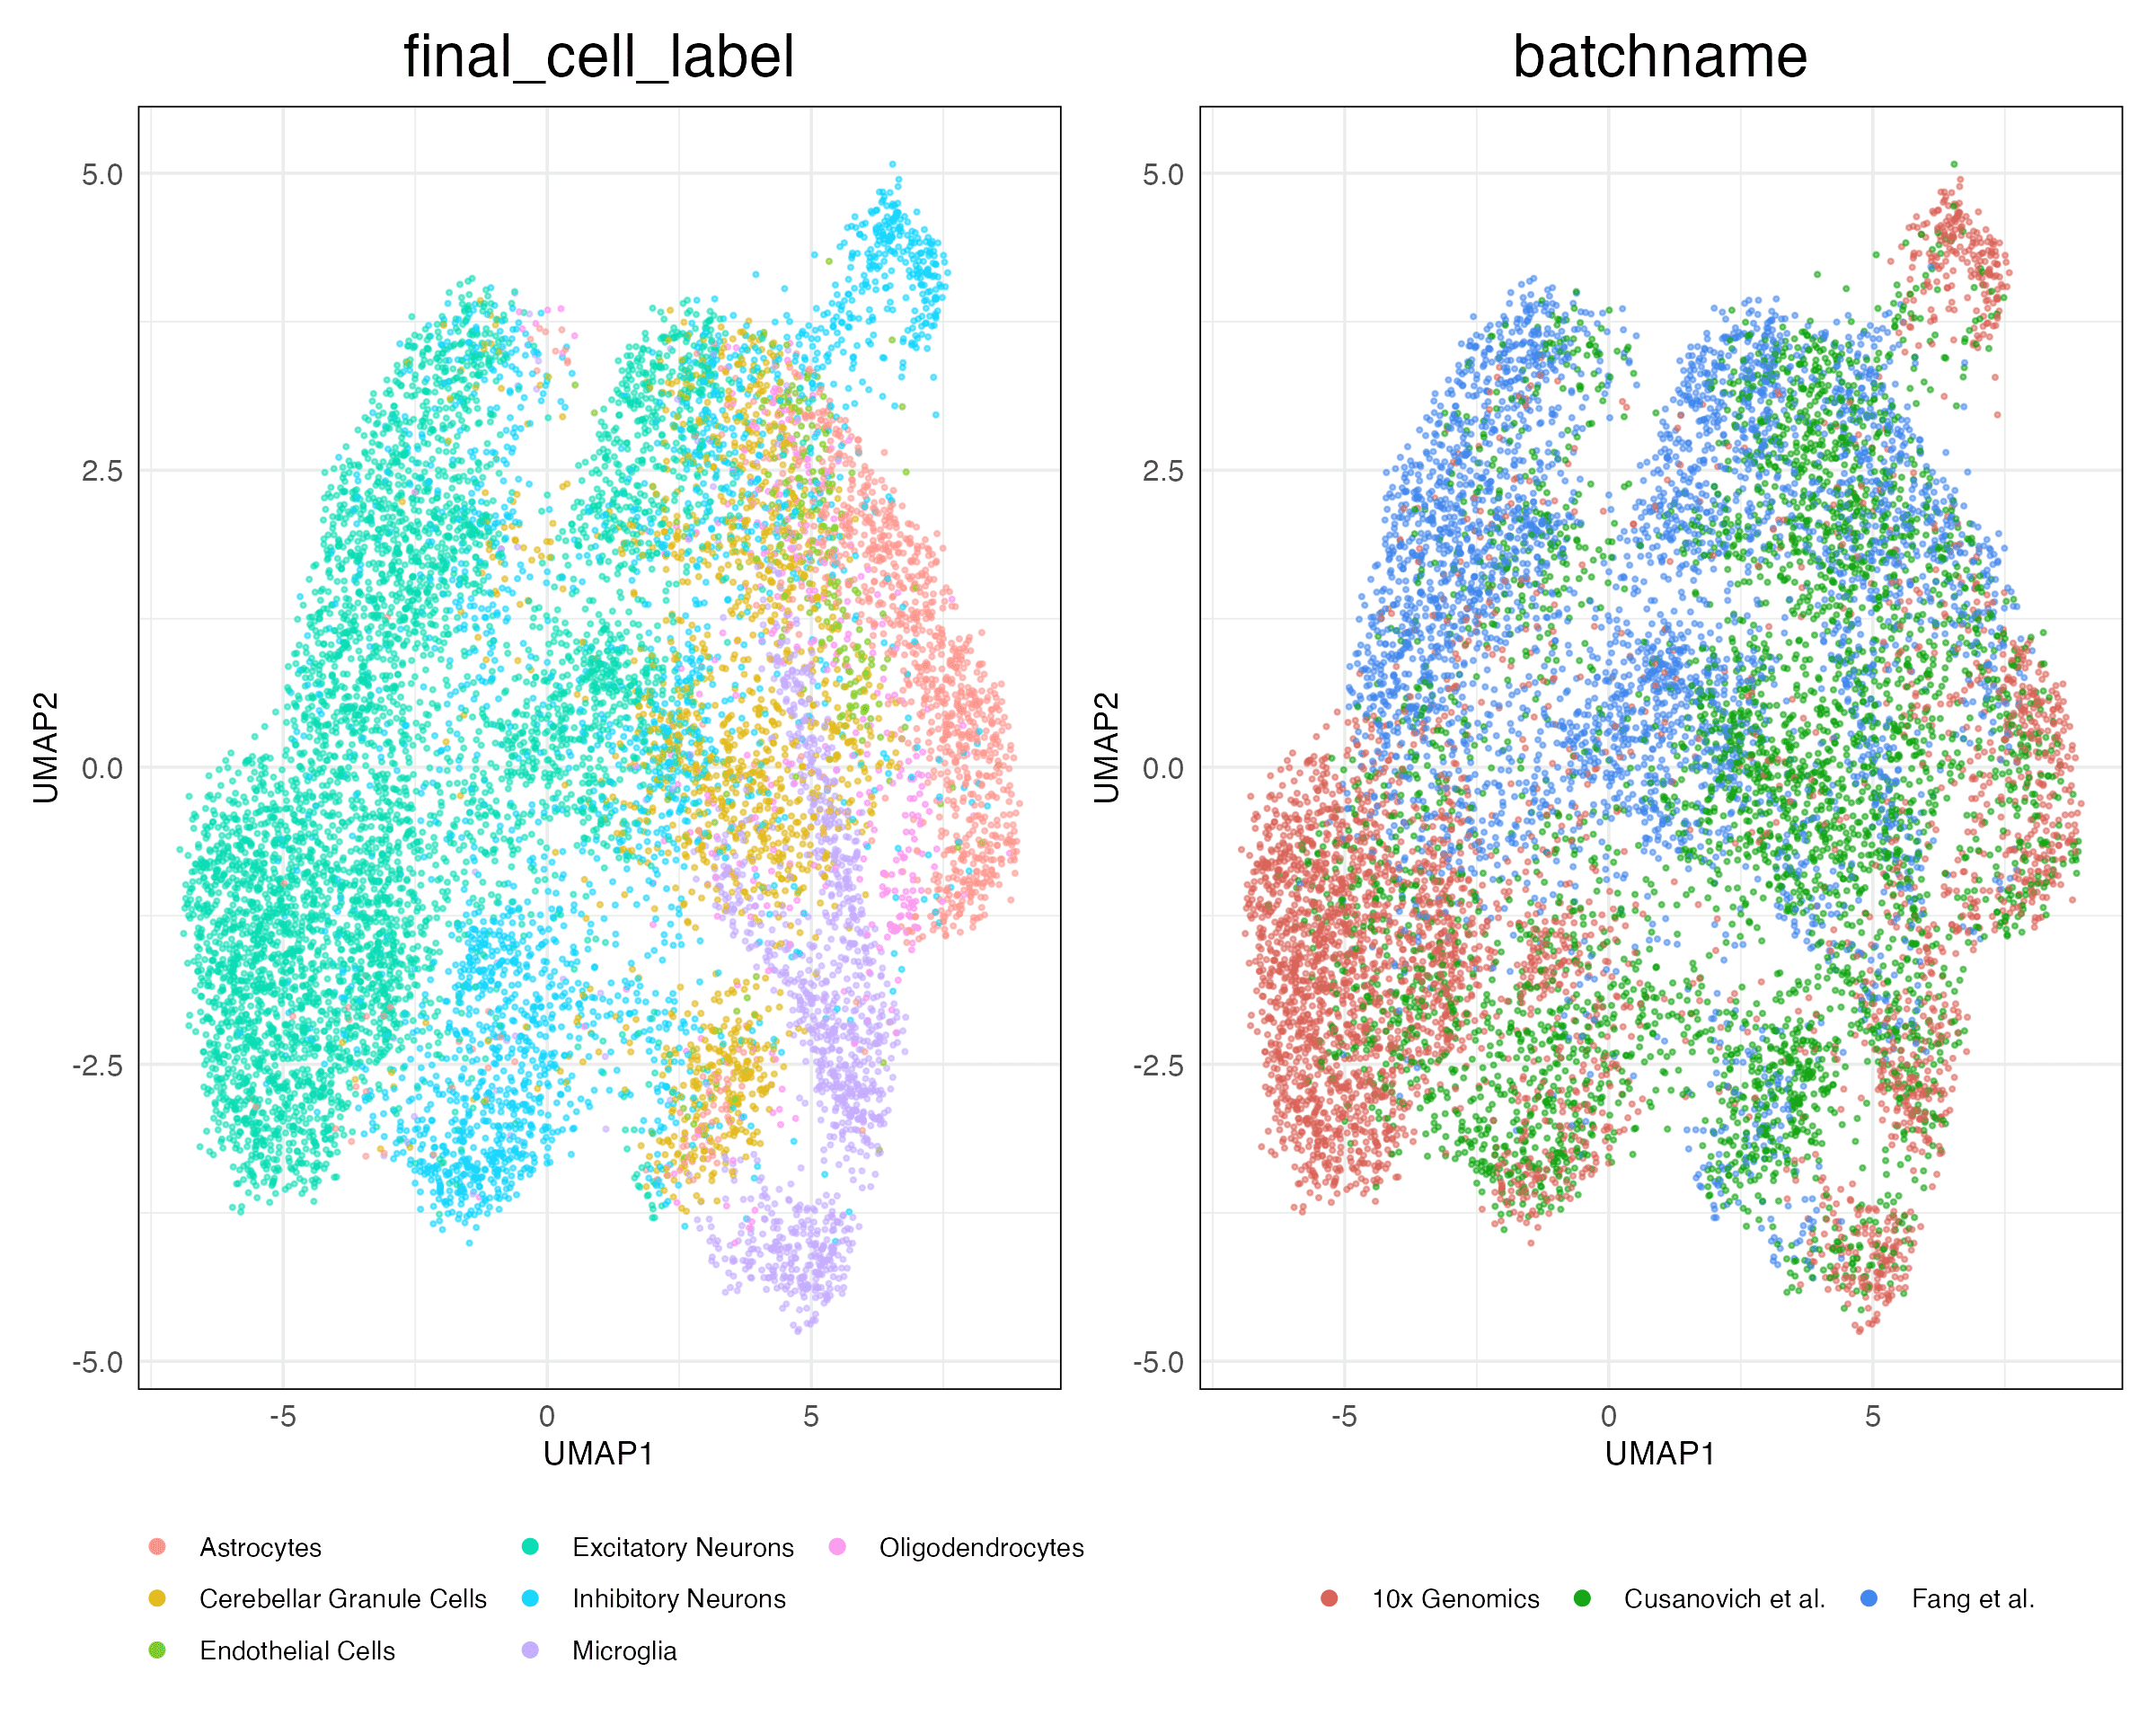 final_cell_label
batchname
5.0
2.5
0.0
-2.5
-5.0
UMAP2
-5
0
5
UMAP1
5.0
2.5
0.0
-2.5
-5.0
UMAP2
-5
0
5
UMAP1
Astrocytes
Excitatory Neurons
Oligodendrocytes
Cerebellar Granule Cells
Inhibitory Neurons
Endothelial Cells
Microglia
10x Genomics
Cusanovich et al.
Fang et al.